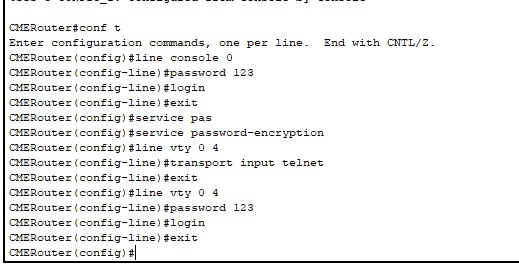 CMERouter#conf t
Enter configuration commands, one per line.  End with CNTL/Z.
CMERouter(config)#line console 0
CMERouter(config-line)#password 123
CMERouter(config-line)#login
CMERouter(config-line)#exit
CMERouter(config)#service pas
CMERouter(config)#service password-encryption
CMERouter(config)#line vty 0 4
CMERouter(config-line)#transport input telnet
CMERouter(config-line)#exit
CMERouter(config)#line vty 0 4
CMERouter(config-line)#password 123
CMERouter(config-line)#login
CMERouter(config-line)#exit
CMERouter(config)#